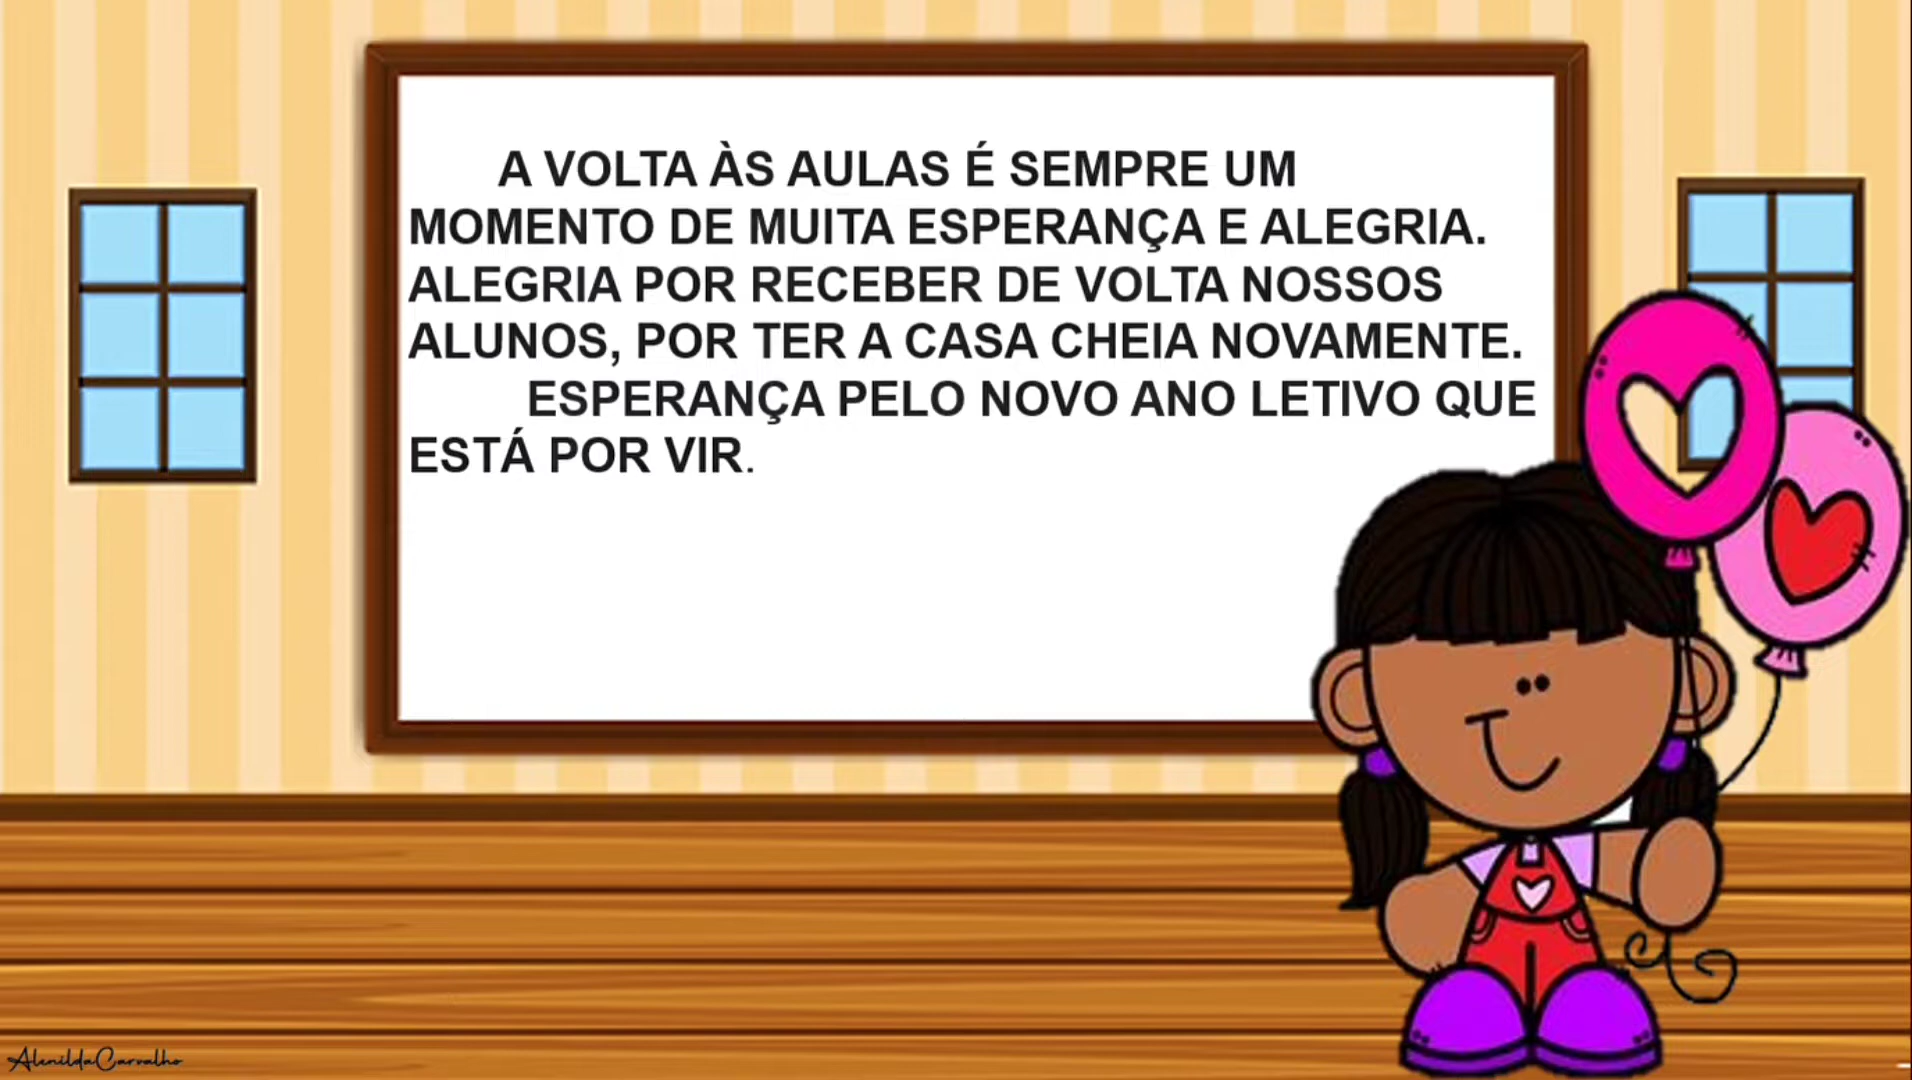 A VOLTA ÀS AULAS É SEMPRE UM
MOMENTO DE MUITA ESPERANÇA E ALEGRIA.
ALEGRIA POR RECEBER DE VOLTA NOSSOS
ALUNOS, POR TER A CASA CHEIA NOVAMENTE.
ESPERANÇA PELO NOVO ANO LETIVO QUE
ESTÁ POR VIR.
AlenildaCarvalho